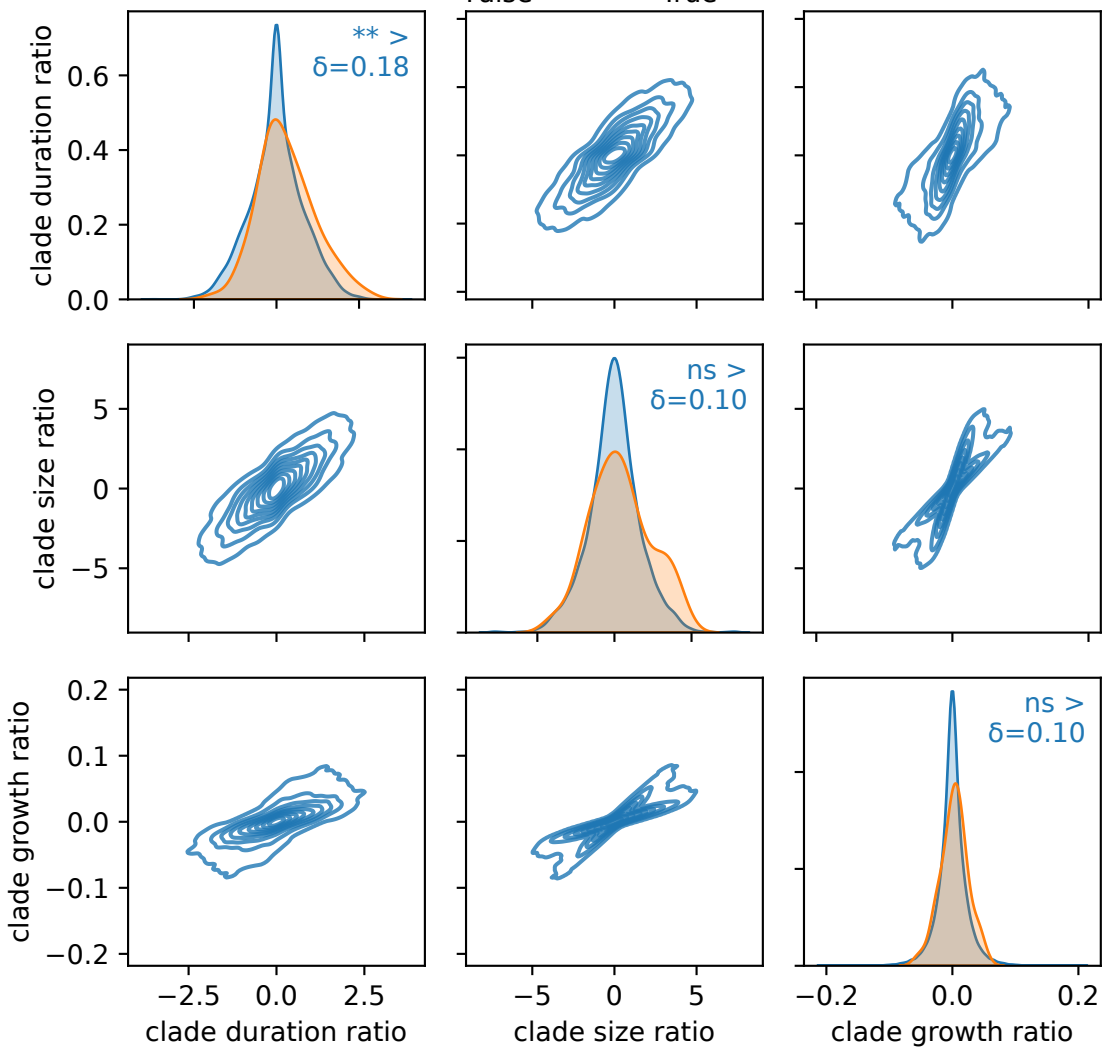 ** >
δ=0.18
clade duration ratio
0.6
0.4
0.2
0.0
ns >
δ=0.10
clade size ratio
5
0
−5
ns >
δ=0.10
clade growth ratio
0.2
0.1
0.0
−0.1
−0.2
−2.5 0.0 2.5
−5 0 5
−0.2 0.0 0.2
clade duration ratio
clade size ratio
clade growth ratio